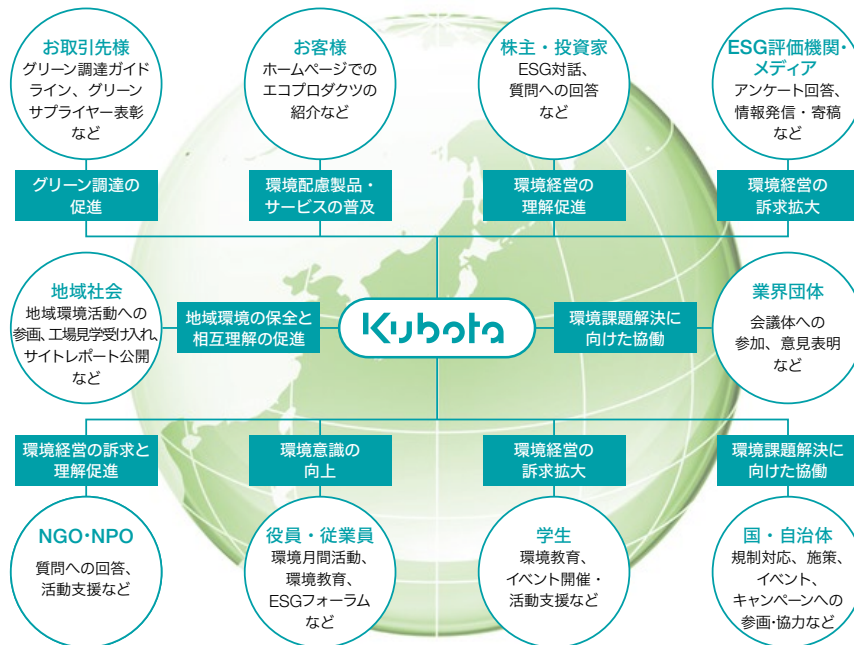 お取引先様
グリーン調達ガイド
ライン、グリーン
サプライヤー表彰
など
グリーン調達の
促進
お客様
ホームページでの
エコプロダクツの
紹介など
環境配慮製品・
サービスの普及
株主・投資家
ESG対話、
質問への回答
など
環境経営の
理解促進
ESG評価機関・
メディア
アンケート回答、
情報発信・寄稿
など
環境経営の
訴求拡大
地域社会
地域環境活動への
参画、工場見学受け入れ、
サイトレポート公開
など
地域環境の保全と
相互理解の促進
Kubota
環境課題解決に
向けた協働
業界団体
会議体への
参加、意見表明
など
環境経営の訴求と
理解促進
NGO・NPO
質問への回答、
活動支援など
環境意識の
向上
役員・従業員
環境月間活動、
環境教育、
ESGフォーラム
など
環境経営の
訴求拡大
学生
環境教育、
イベント開催・
活動支援など
環境課題解決に
向けた協働
国・自治体
規制対応、施策、
イベント、
キャンペーンへの
参画・協力など